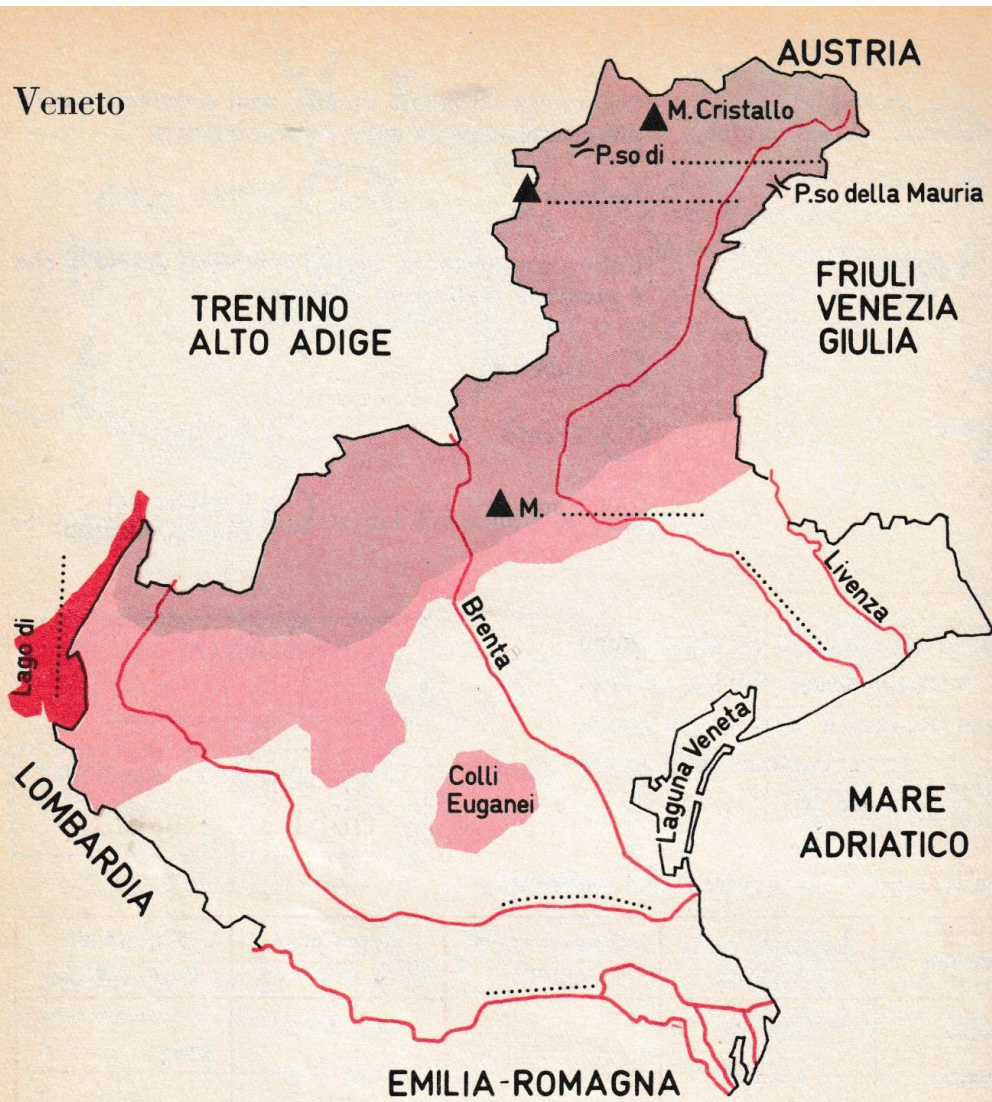 Veneto
AUSTRIA
M. Cristallo
P.so di ....................
....................
P.so della Mauria
TRENTINO
ALTO ADIGE
FRIULI
VENEZIA
GIULIA
M. ....................
Lago di ....................
Brenta
Livenza
....................
Colli
Euganei
Laguna Veneta
LOMBARDIA
MARE
ADRIATICO
....................
....................
EMILIA-ROMAGNA